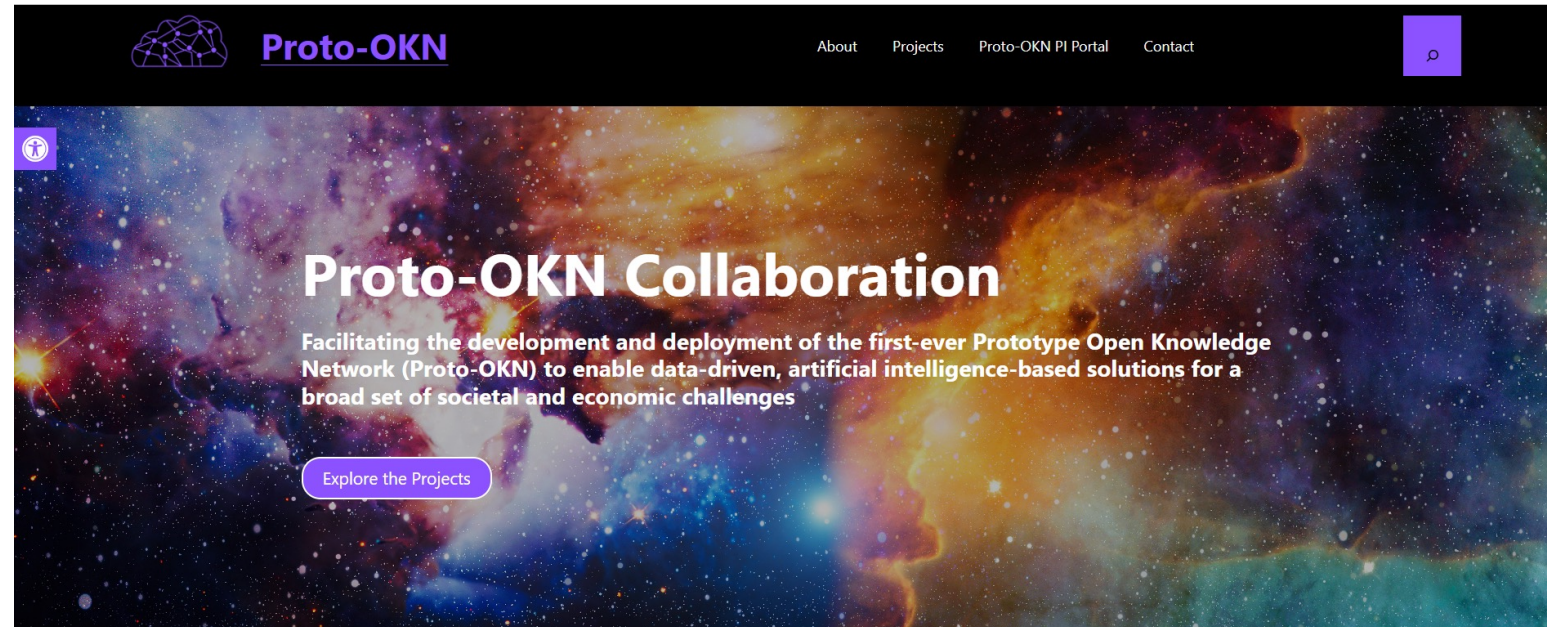 Proto-OKN
About
Projects
Proto-OKN PI Portal
Contact
Proto-OKN Collaboration
Facilitating the development and deployment of the first-ever Prototype Open Knowledge
Network (Proto-OKN) to enable data-driven, artificial intelligence-based solutions for a
broad set of societal and economic challenges
Explore the Projects